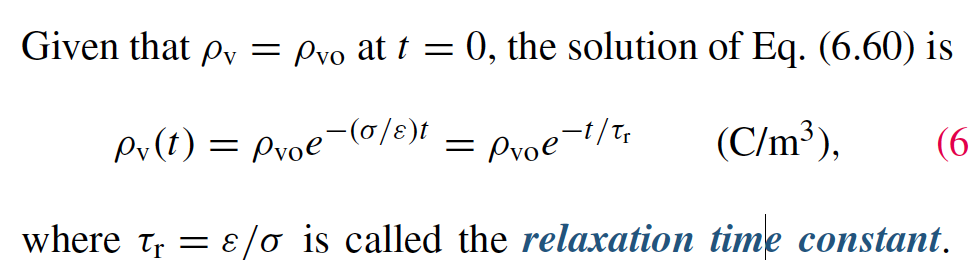 Given that ρᵥ = ρᵥₒ at t = 0, the solution of Eq. (6.60) is
ρᵥ(t) = ρᵥₒe^−(σ/ε)t = ρᵥₒe^−t/τᵣ (C/m³), (6
where τᵣ = ε/σ is called the relaxation time constant.